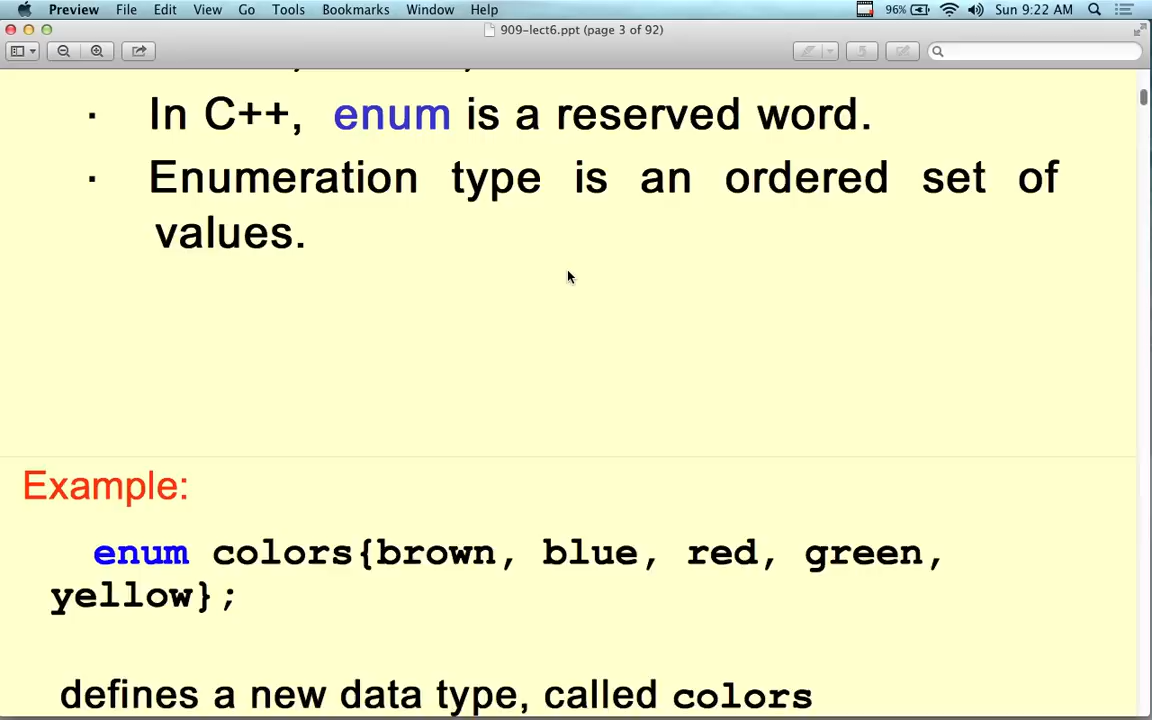 Preview File Edit View Go Tools Bookmarks Window Help 96% Sun 9:22 AM
909-lect6.ppt (page 3 of 92)
· In C++, enum is a reserved word.
· Enumeration type is an ordered set of
values.
Example:
enum colors{brown, blue, red, green,
yellow};
defines a new data type, called colors